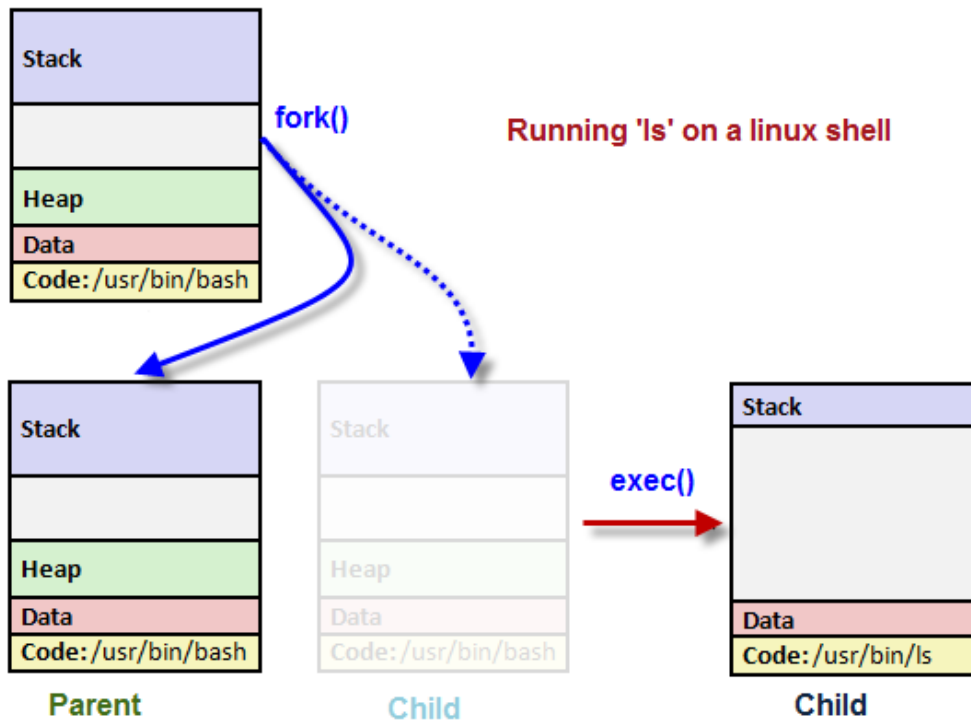 Stack
fork()
Running 'ls' on a linux shell
Heap
Data
Code: /usr/bin/bash
Stack
Heap
Data
Code: /usr/bin/bash
Parent
Stack
Heap
Data
Code: /usr/bin/bash
Child
exec()
Stack
Data
Code: /usr/bin/ls
Child